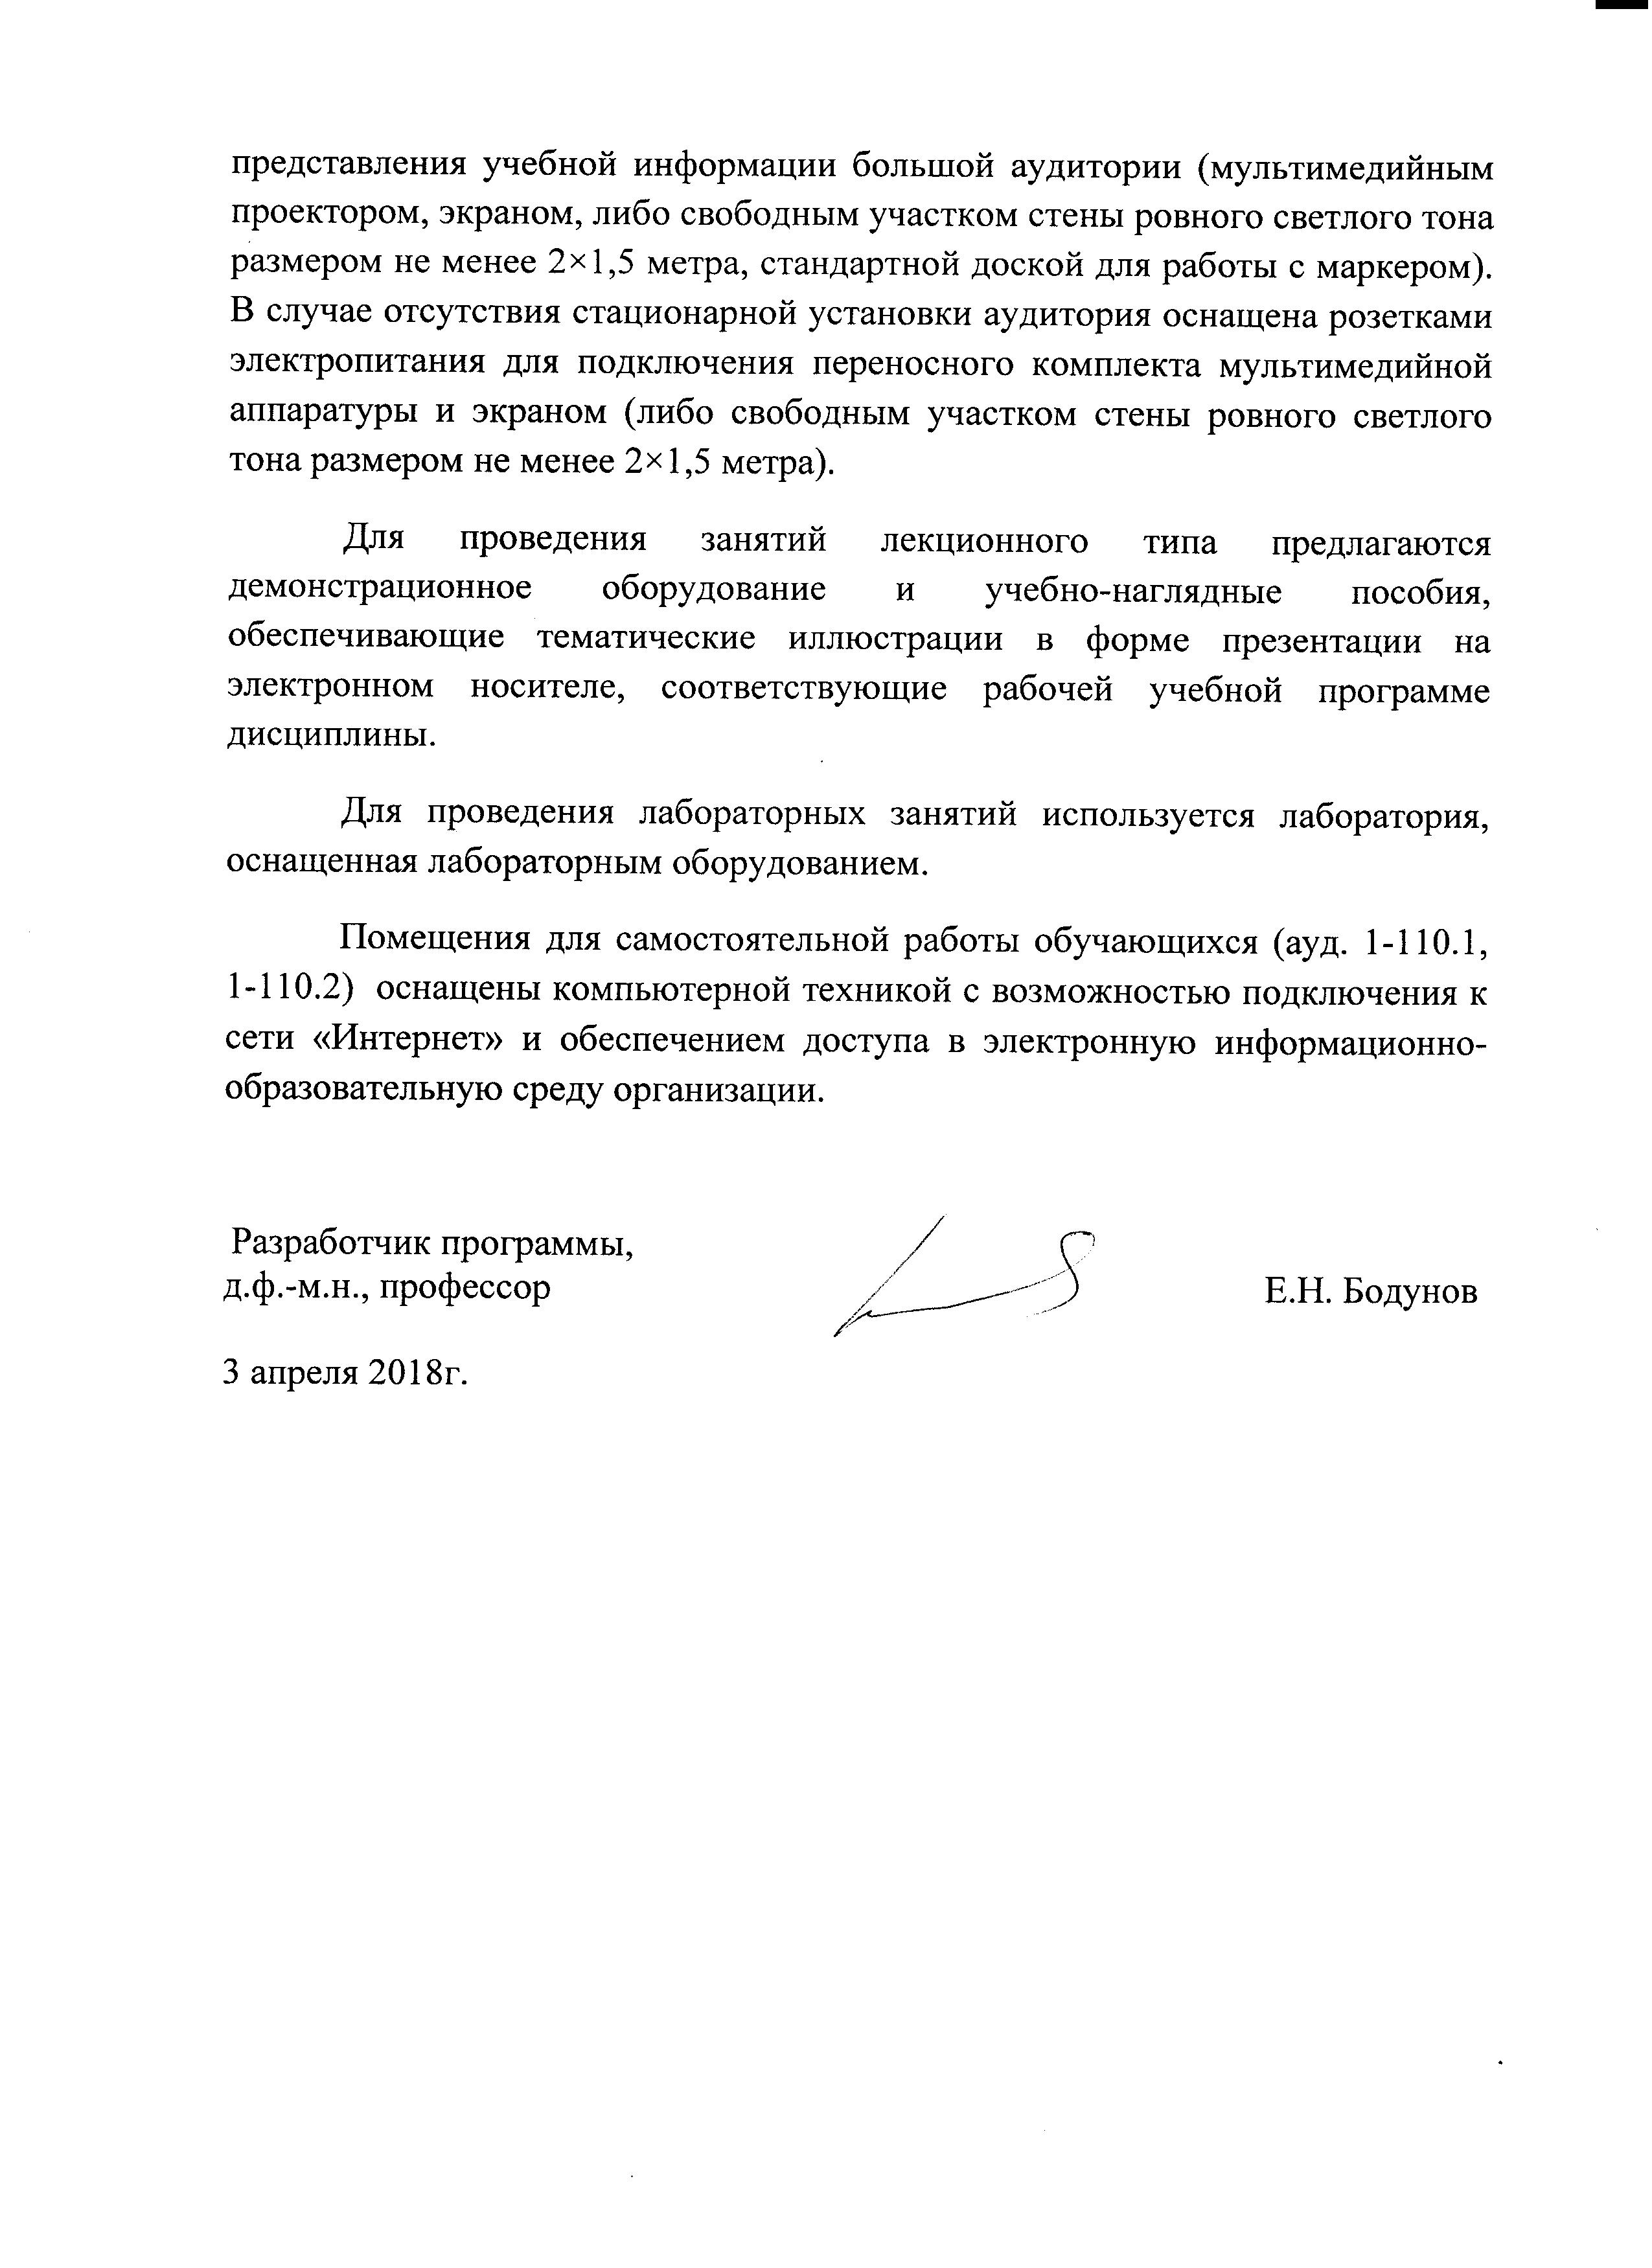 представления учебной информации большой аудитории (мультимедийным
проектором, экраном, либо свободным участком стены ровного светлого тона
размером не менее 2×1,5 метра, стандартной доской для работы с маркером).
В случае отсутствия стационарной установки аудитория оснащена розетками
электропитания для подключения переносного комплекта мультимедийной
аппаратуры и экраном (либо свободным участком стены ровного светлого
тона размером не менее 2×1,5 метра).
Для проведения занятий лекционного типа предлагаются
демонстрационное оборудование и учебно-наглядные пособия,
обеспечивающие тематические иллюстрации в форме презентации на
электронном носителе, соответствующие рабочей учебной программе
дисциплины.
Для проведения лабораторных занятий используется лаборатория,
оснащенная лабораторным оборудованием.
Помещения для самостоятельной работы обучающихся (ауд. 1-110.1,
1-110.2) оснащены компьютерной техникой с возможностью подключения к
сети «Интернет» и обеспечением доступа в электронную информационно-
образовательную среду организации.
Разработчик программы,
д.ф.-м.н., профессор Е.Н. Бодунов
3 апреля 2018г.